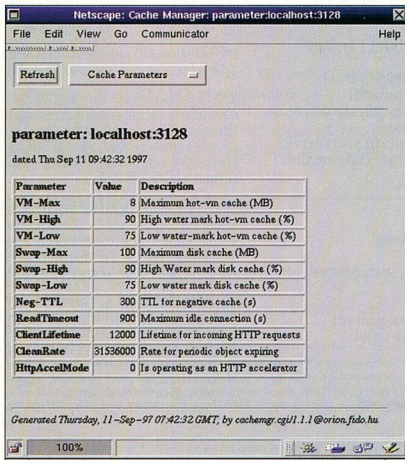 Netscape: Cache Manager: parameter:localhost:3128
File Edit View Go Communicator Help
Refresh Cache Parameters
parameter: localhost:3128
dated Thu Sep 11 09:42:32 1997
Parameter Value Description
VM-Max 8 Maximum hot-vm cache (MB)
VM-High 90 High water mark hot-vm cache (%)
VM-Low 75 Low water-mark hot-vm cache (%)
Swap-Max 100 Maximum disk cache (MB)
Swap-High 90 High Water mark disk cache (%)
Swap-Low 75 Low water mark disk cache (%)
Neg-TTL 300 TTL for negative cache (s)
ReadTimeout 900 Maximum idle connection (s)
ClientLifetime 12000 Lifetime for incoming HTTP requests
CleanRate 31536000 Rate for periodic object expiring
HttpAccelMode 0 Is operating as an HTTP accelerator
Generated Thursday, 11-Sep-97 07:42:32 GMT, by cachemgr.cgi/1.1.1@orion.fido.hu
100%